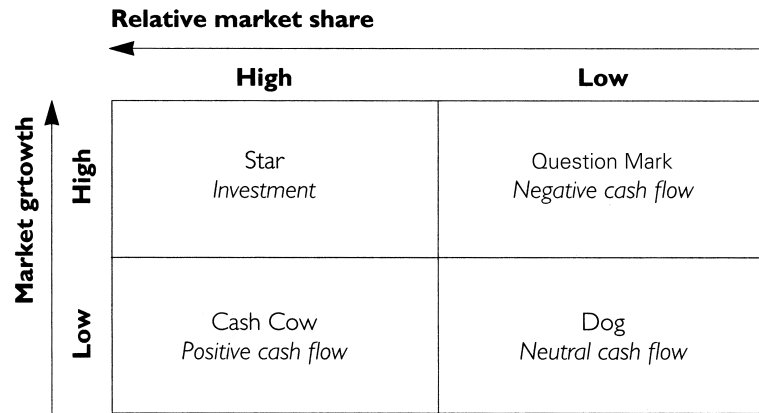 Relative market share
High Low
Market grtowth
High
Star
Investment
Question Mark
Negative cash flow
Low
Cash Cow
Positive cash flow
Dog
Neutral cash flow